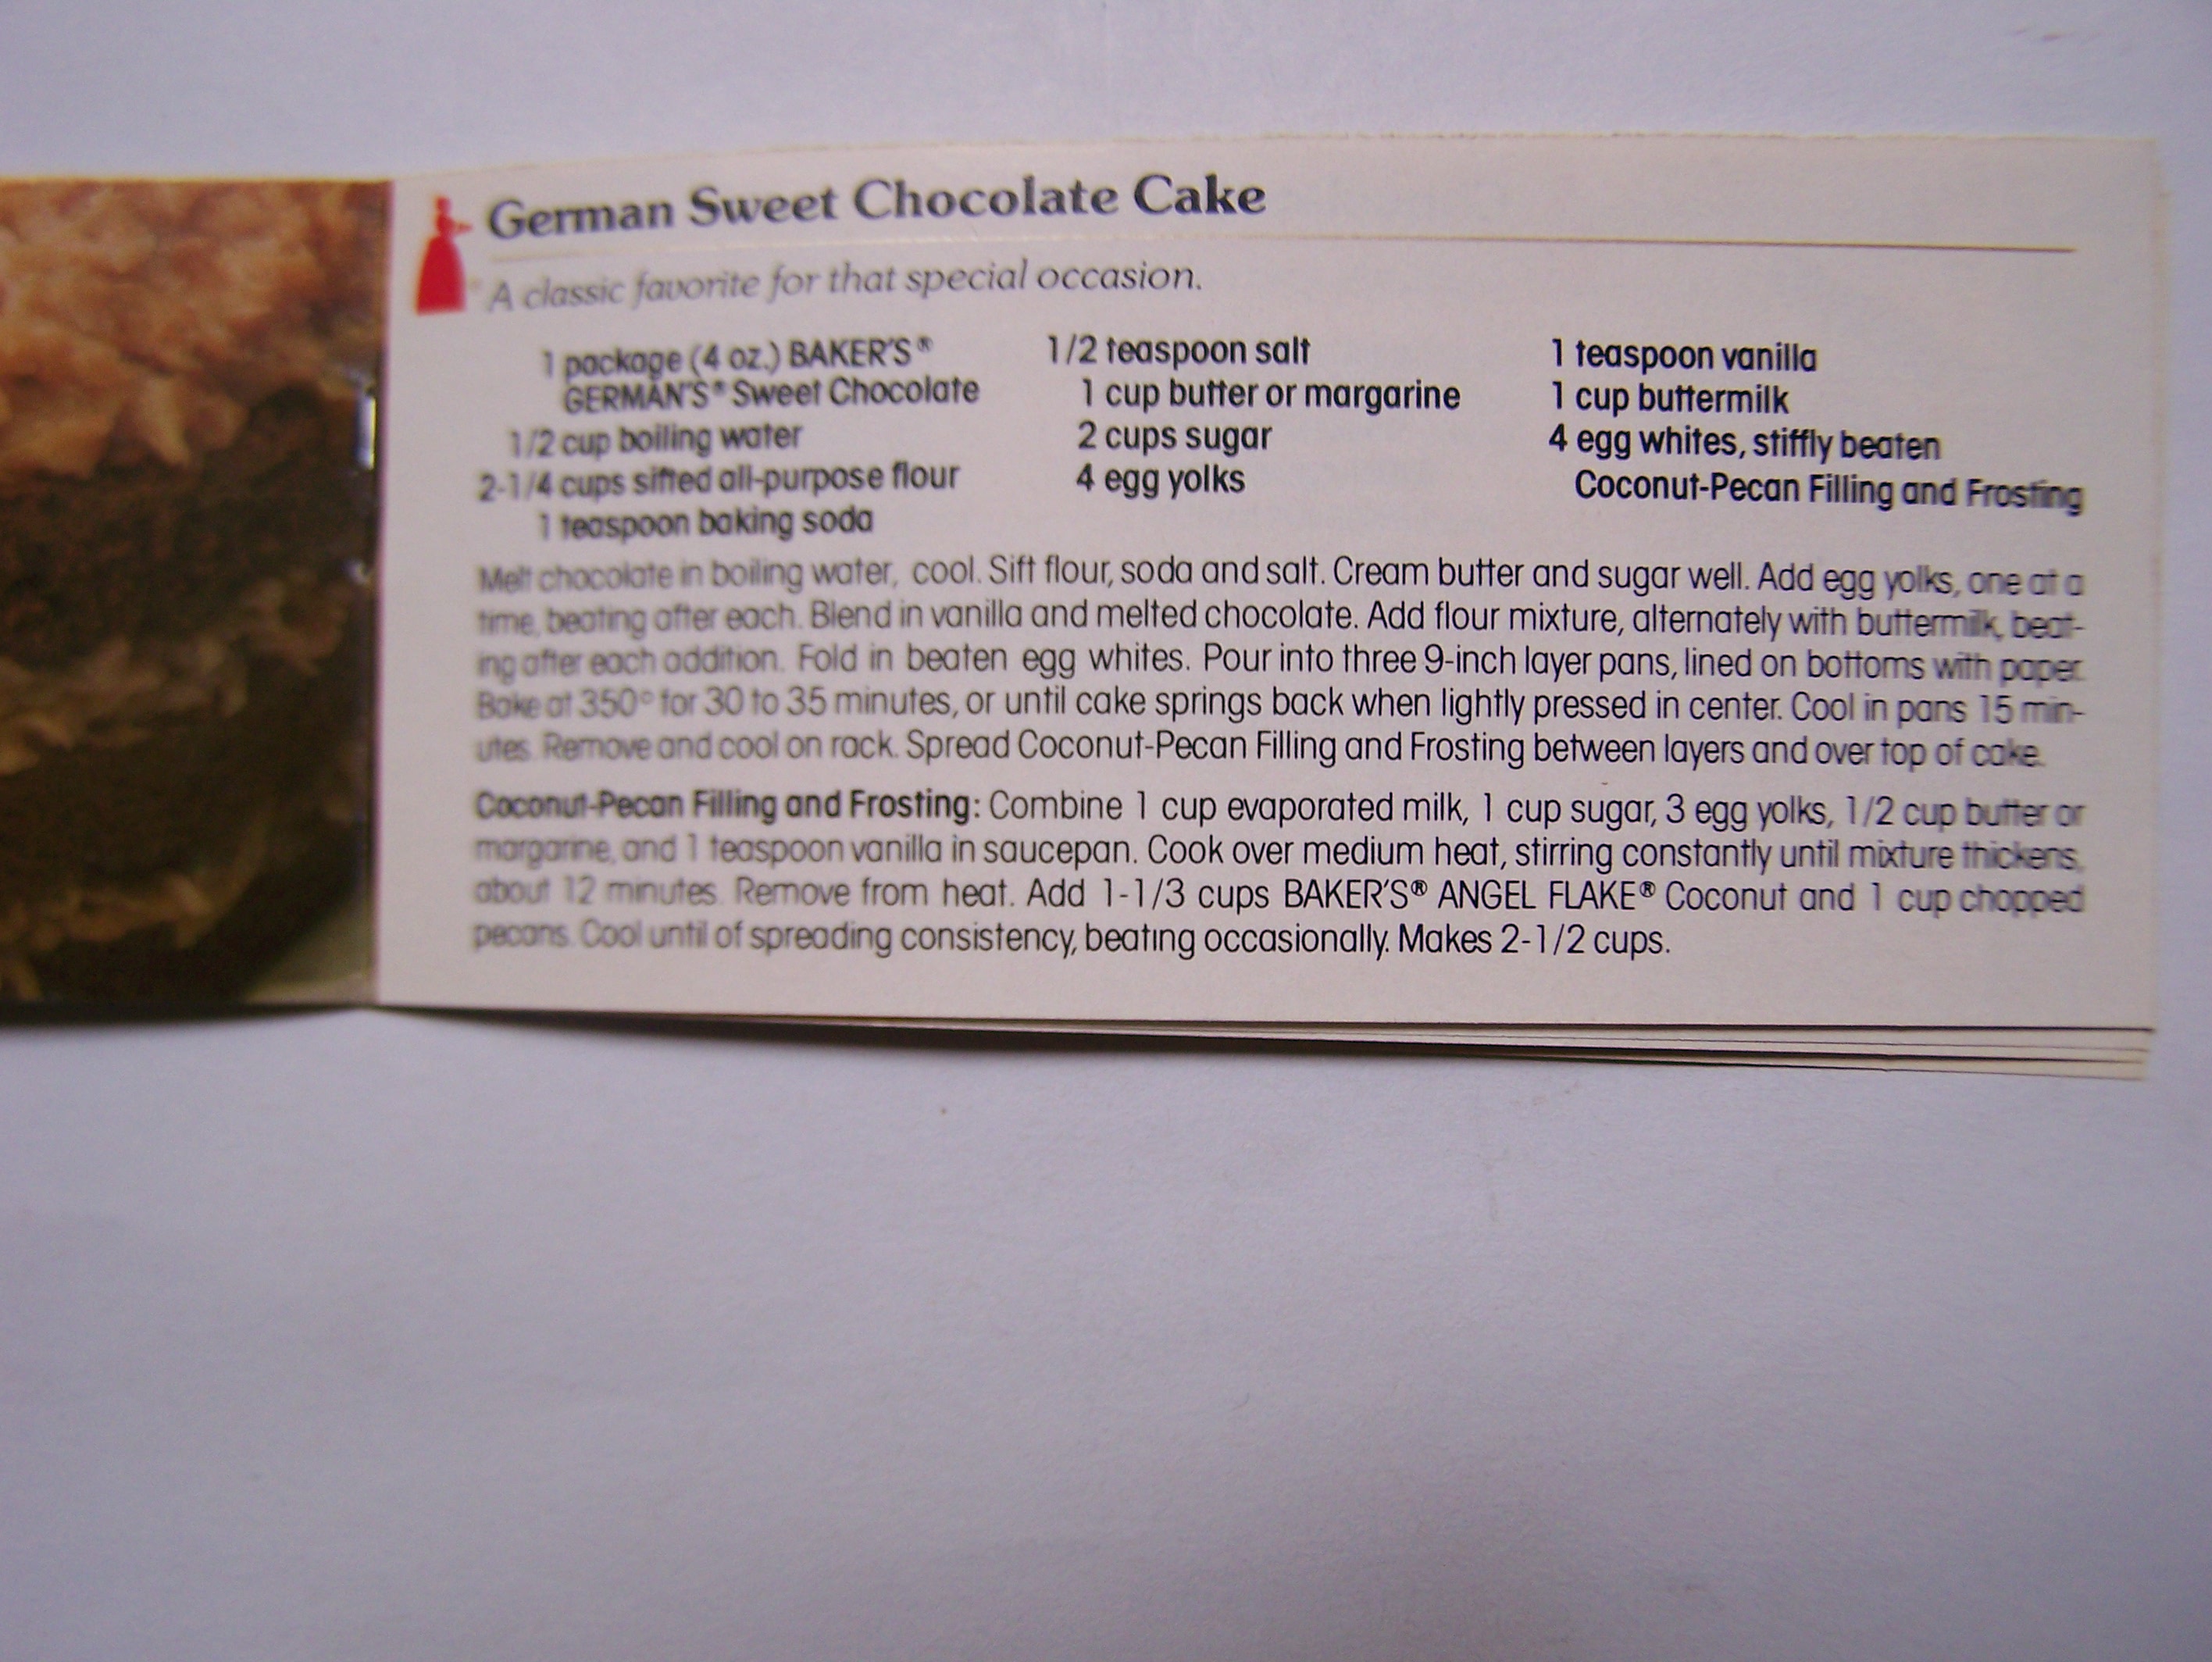 German Sweet Chocolate Cake
A classic favorite for that special occasion.
1 package (4 oz.) BAKER'S®
GERMAN'S® Sweet Chocolate
1/2 cup boiling water
2-1/4 cups sifted all-purpose flour
1 teaspoon baking soda
1/2 teaspoon salt
1 cup butter or margarine
2 cups sugar
4 egg yolks
1 teaspoon vanilla
1 cup buttermilk
4 egg whites, stiffly beaten
Coconut-Pecan Filling and Frosting
Melt chocolate in boiling water, cool. Sift flour, soda and salt. Cream butter and sugar well. Add egg yolks, one at a
time, beating after each. Blend in vanilla and melted chocolate. Add flour mixture, alternately with buttermilk, beat-
ing after each addition. Fold in beaten egg whites. Pour into three 9-inch layer pans, lined on bottoms with paper.
Bake at 350° for 30 to 35 minutes, or until cake springs back when lightly pressed in center. Cool in pans 15 min-
utes. Remove and cool on rack. Spread Coconut-Pecan Filling and Frosting between layers and over top of cake.
Coconut-Pecan Filling and Frosting: Combine 1 cup evaporated milk, 1 cup sugar, 3 egg yolks, 1/2 cup butter or
margarine, and 1 teaspoon vanilla in saucepan. Cook over medium heat, stirring constantly until mixture thickens,
about 12 minutes. Remove from heat. Add 1-1/3 cups BAKER'S® ANGEL FLAKE® Coconut and 1 cup chopped
pecans. Cool until of spreading consistency, beating occasionally. Makes 2-1/2 cups.